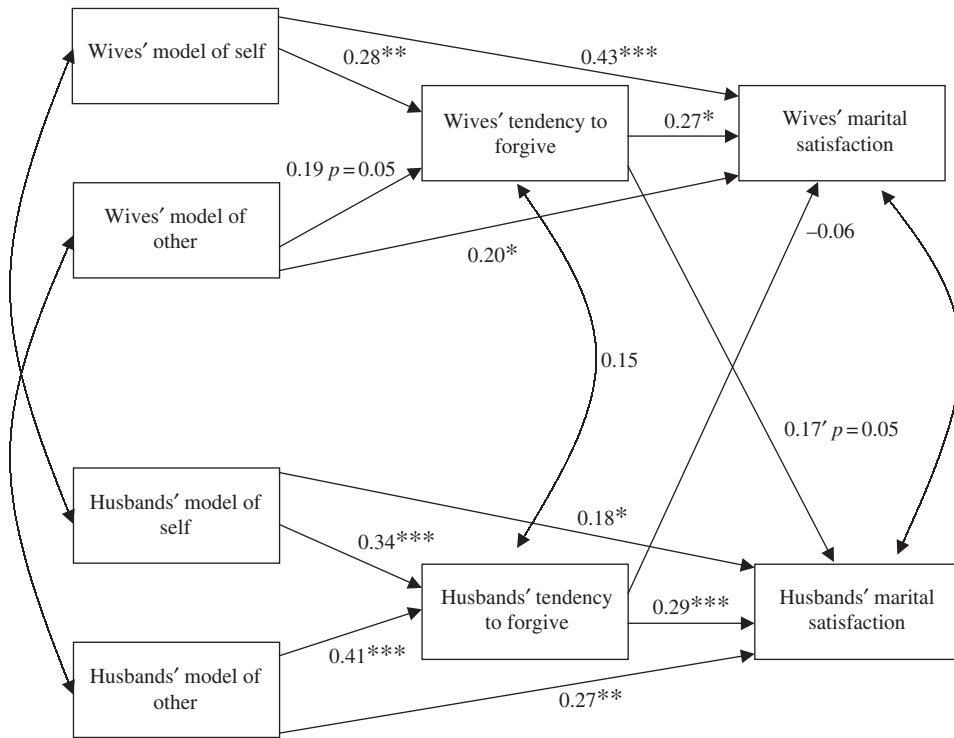 Wives′ model of self
0.28**
0.43***
Wives′ tendency to
forgive
0.27*
Wives′ marital
satisfaction
0.19 p = 0.05
Wives′ model of
other
0.20*
–0.06
0.15
0.17′ p = 0.05
Husbands′ model of
self
0.18*
0.34***
Husbands′ tendency
to forgive
0.29***
Husbands′ marital
satisfaction
0.41***
Husbands′ model of
other
0.27**